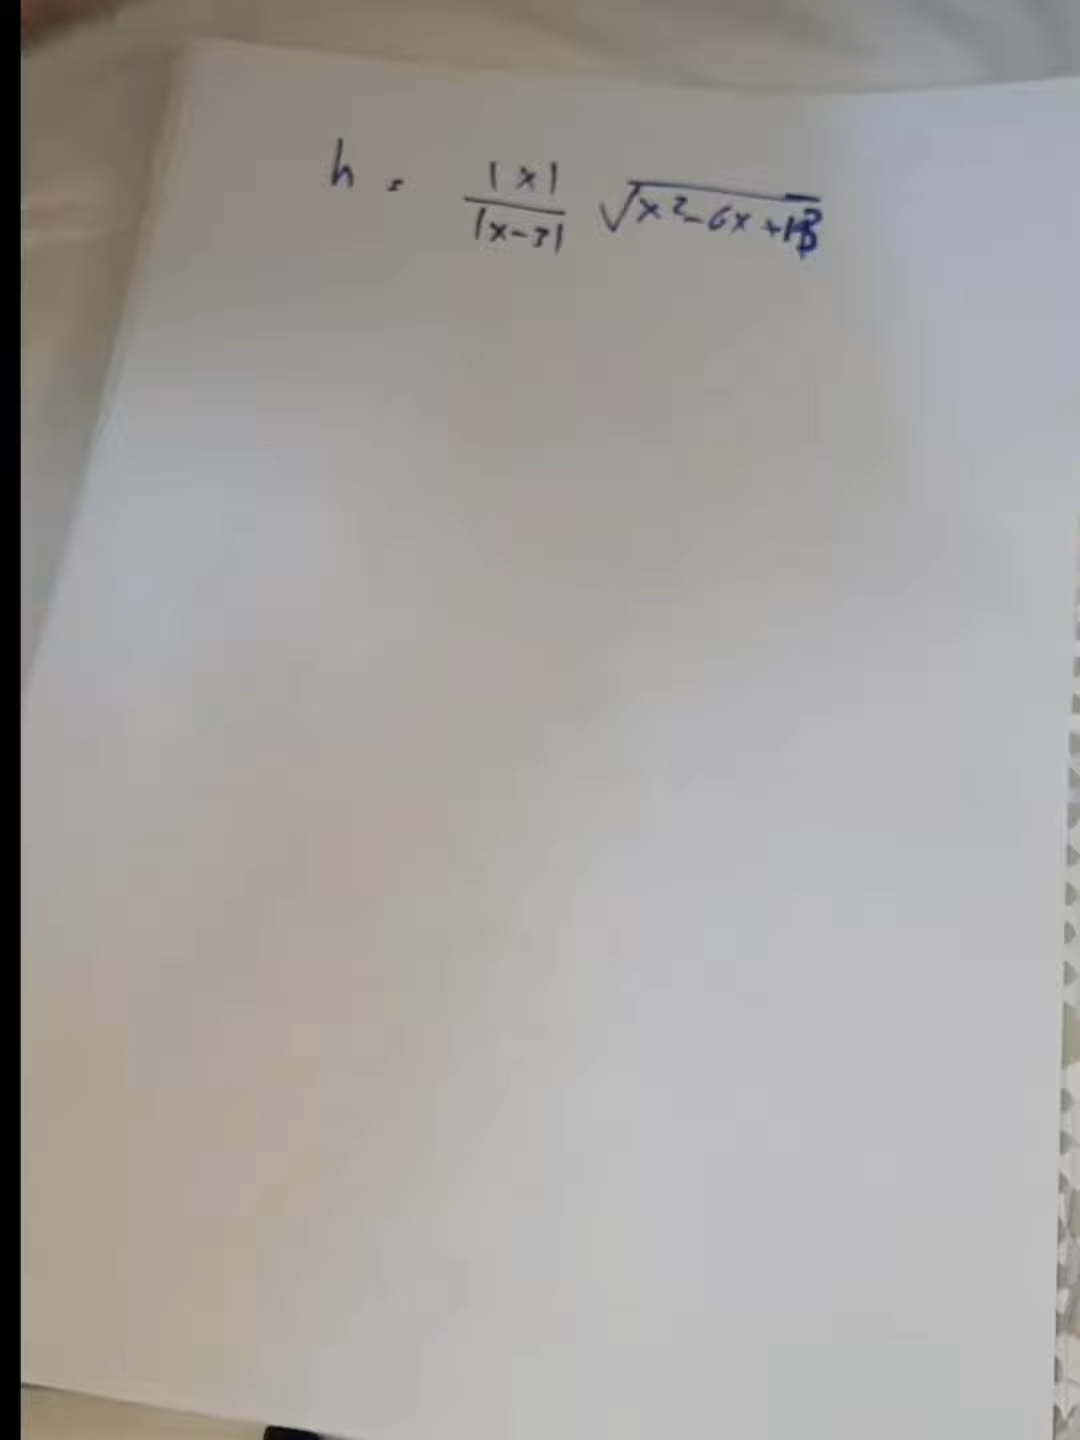 h = |x| / |x-3| √(x²-6x+13)